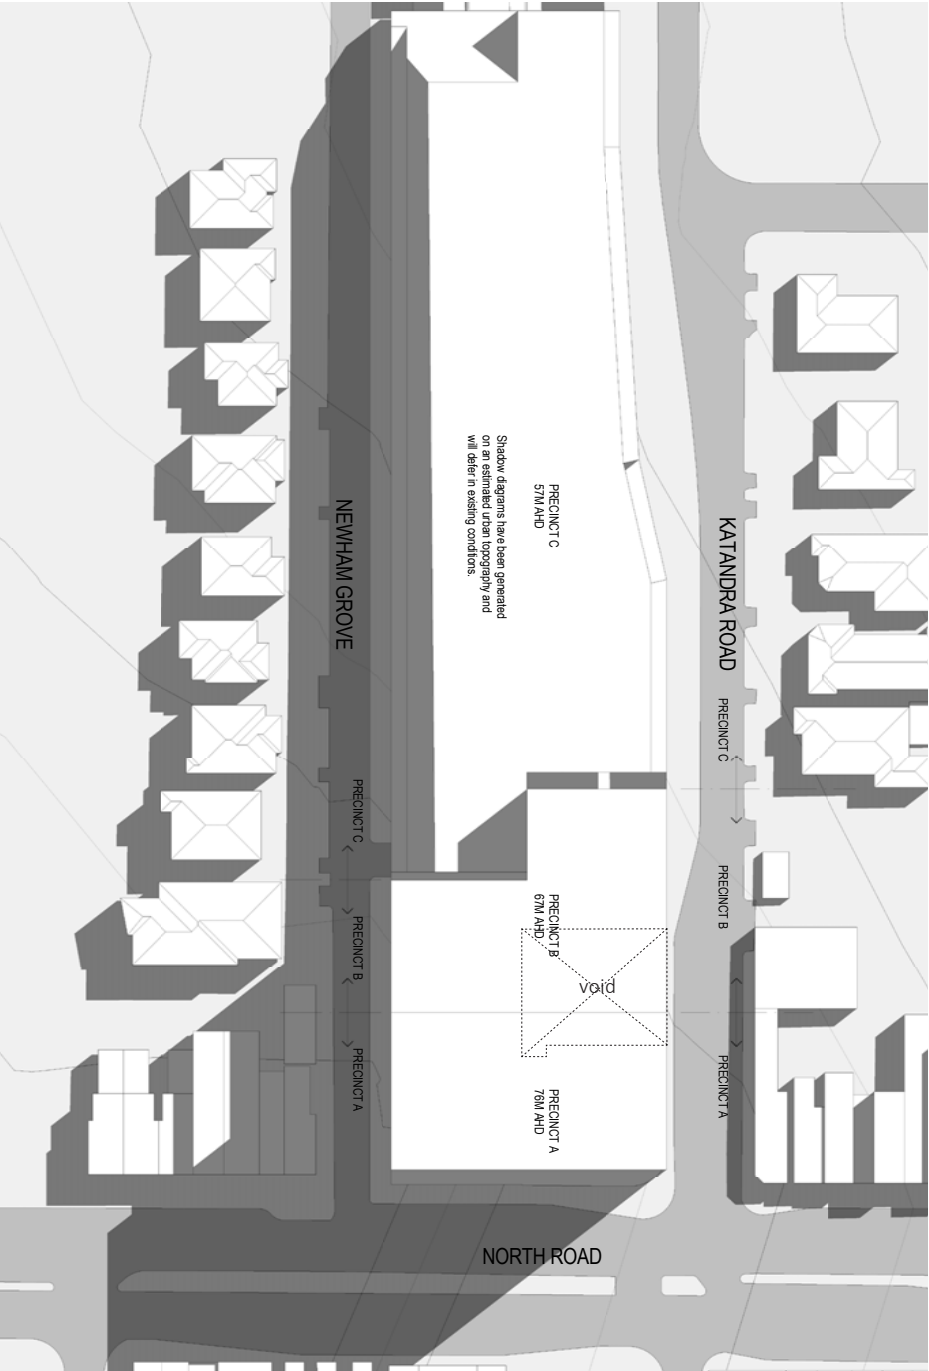 Shadow diagrams have been generated
on an estimated urban topography and
will defer in existing conditions.
PRECINCT C
57M AHD
NEWHAM GROVE
KATANDRA ROAD
PRECINCT C
PRECINCT C
PRECINCT B
PRECINCT B
67M AHD
void
PRECINCT B
PRECINCT A
PRECINCT A
76M AHD
PRECINCT A
NORTH ROAD